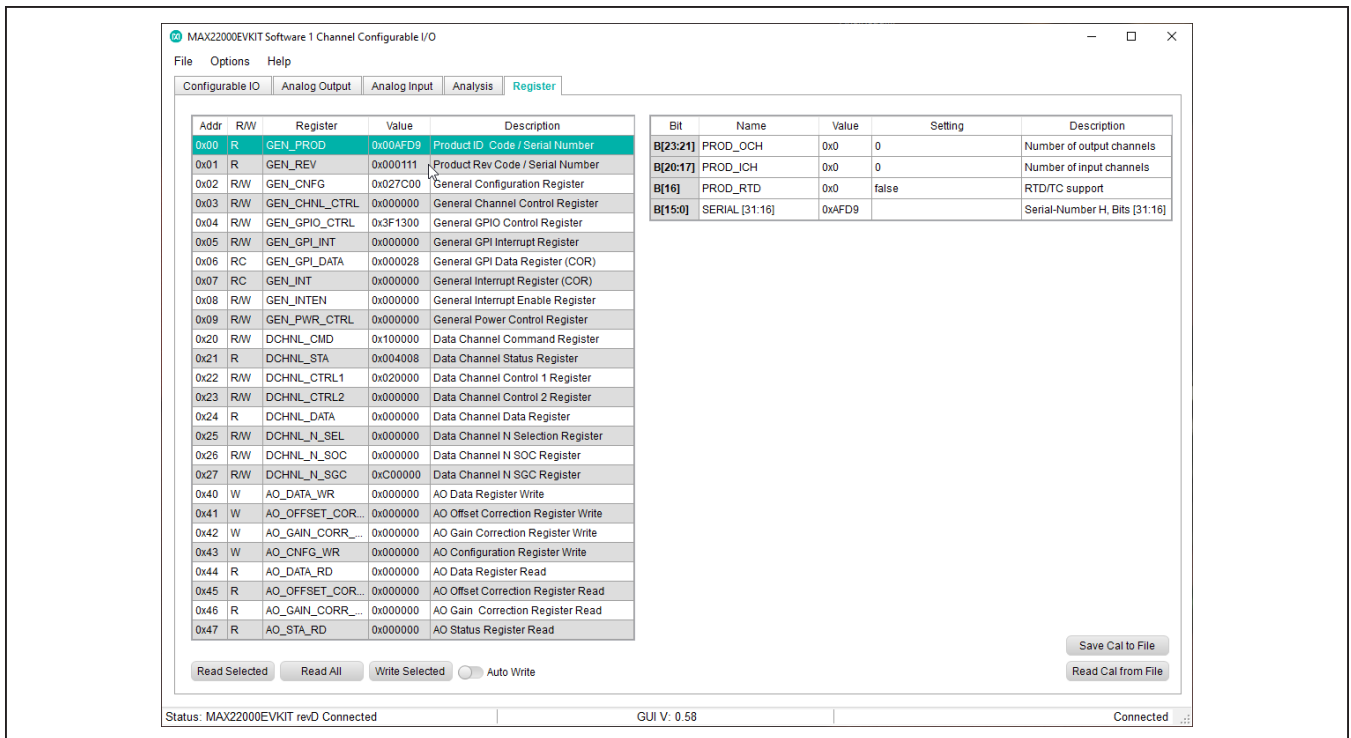 MAX22000EVKIT Software 1 Channel Configurable I/O
File Options Help
Configurable IO Analog Output Analog Input Analysis Register
Addr R/W Register Value Description
0x00 R GEN_PROD 0x00AFD9 Product ID Code / Serial Number
0x01 R GEN_REV 0x000111 Product Rev Code / Serial Number
0x02 R/W GEN_CNFG 0x027C00 General Configuration Register
0x03 R/W GEN_CHNL_CTRL 0x000000 General Channel Control Register
0x04 R/W GEN_GPIO_CTRL 0x3F1300 General GPIO Control Register
0x05 R/W GEN_GPI_INT 0x000000 General GPI Interrupt Register
0x06 RC GEN_GPI_DATA 0x000028 General GPI Data Register (COR)
0x07 RC GEN_INT 0x000000 General Interrupt Register (COR)
0x08 R/W GEN_INTEN 0x000000 General Interrupt Enable Register
0x09 R/W GEN_PWR_CTRL 0x000000 General Power Control Register
0x20 R/W DCHNL_CMD 0x100000 Data Channel Command Register
0x21 R DCHNL_STA 0x004008 Data Channel Status Register
0x22 R/W DCHNL_CTRL1 0x020000 Data Channel Control 1 Register
0x23 R/W DCHNL_CTRL2 0x000000 Data Channel Control 2 Register
0x24 R DCHNL_DATA 0x000000 Data Channel Data Register
0x25 R/W DCHNL_N_SEL 0x000000 Data Channel N Selection Register
0x26 R/W DCHNL_N_SOC 0x000000 Data Channel N SOC Register
0x27 R/W DCHNL_N_SGC 0xC00000 Data Channel N SGC Register
0x40 W AO_DATA_WR 0x000000 AO Data Register Write
0x41 W AO_OFFSET_COR... 0x000000 AO Offset Correction Register Write
0x42 W AO_GAIN_CORR_... 0x000000 AO Gain Correction Register Write
0x43 W AO_CNFG_WR 0x000000 AO Configuration Register Write
0x44 R AO_DATA_RD 0x000000 AO Data Register Read
0x45 R AO_OFFSET_COR... 0x000000 AO Offset Correction Register Read
0x46 R AO_GAIN_CORR_... 0x000000 AO Gain Correction Register Read
0x47 R AO_STA_RD 0x000000 AO Status Register Read
Bit Name Value Setting Description
B[23:21] PROD_OCH 0x0 0 Number of output channels
B[20:17] PROD_ICH 0x0 0 Number of input channels
B[16] PROD_RTD 0x0 false RTD/TC support
B[15:0] SERIAL [31:16] 0xAFD9 Serial-Number H, Bits [31:16]
Save Cal to File
Read Selected Read All Write Selected Auto Write Read Cal from File
Status: MAX22000EVKIT revD Connected GUI V: 0.58 Connected